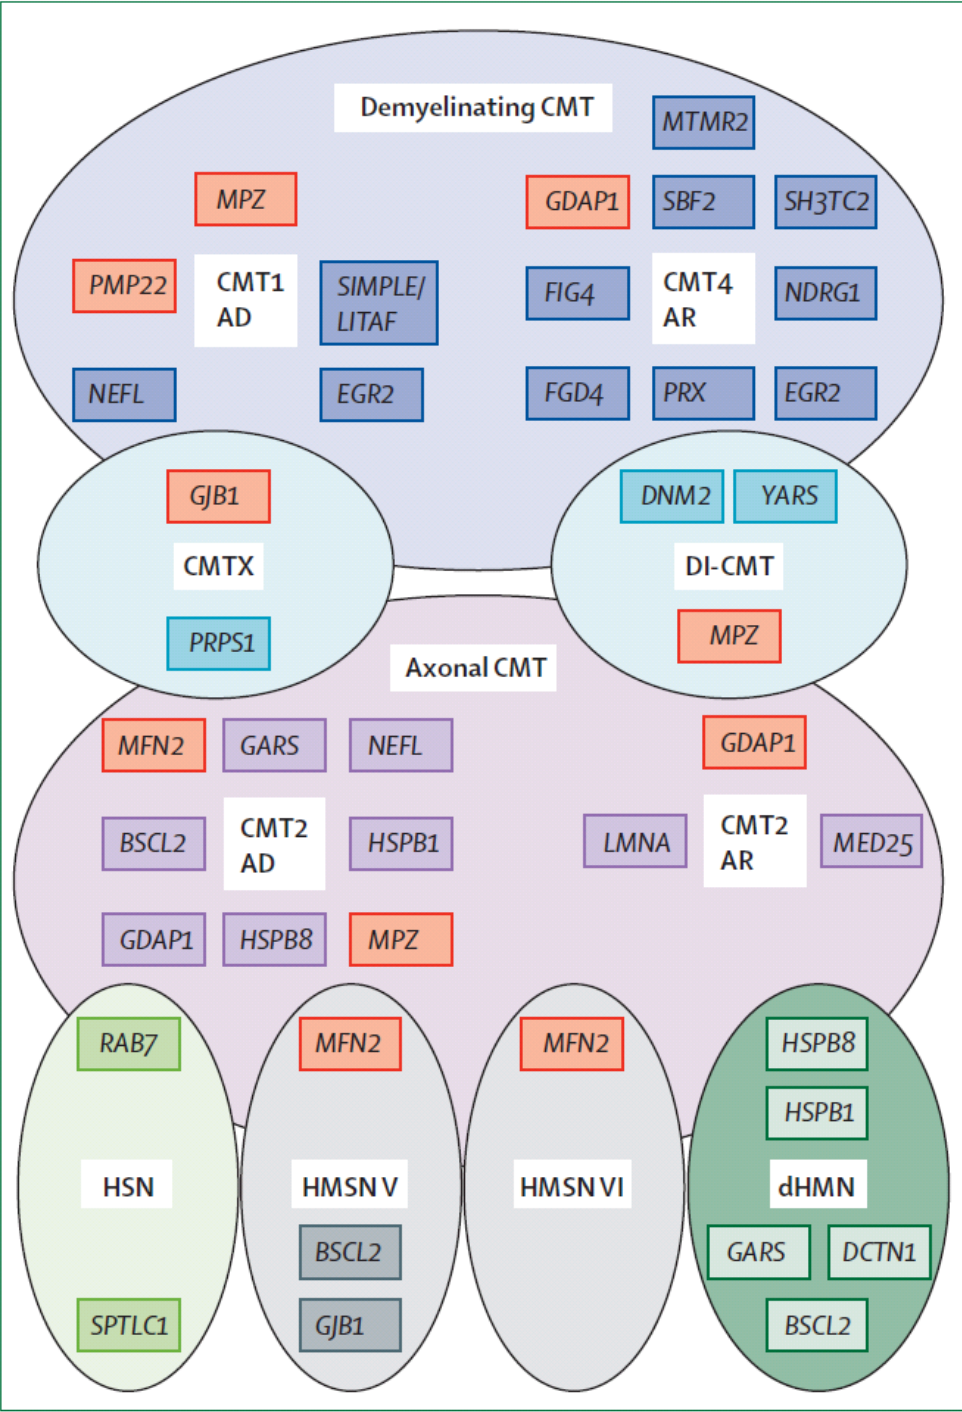 Demyelinating CMT
MTMR2
MPZ
GDAP1
SBF2
SH3TC2
PMP22
CMT1
AD
SIMPLE/
LITAF
FIG4
CMT4
AR
NDRG1
NEFL
EGR2
FGD4
PRX
EGR2
GJB1
CMTX
PRPS1
DNM2
YARS
DI-CMT
MPZ
Axonal CMT
MFN2
GARS
NEFL
BSCL2
CMT2
AD
HSPB1
GDAP1
HSPB8
MPZ
GDAP1
LMNA
CMT2
AR
MED25
RAB7
HSN
SPTLC1
MFN2
HMSN V
BSCL2
GJB1
MFN2
HMSN VI
HSPB8
HSPB1
dHMN
GARS
DCTN1
BSCL2